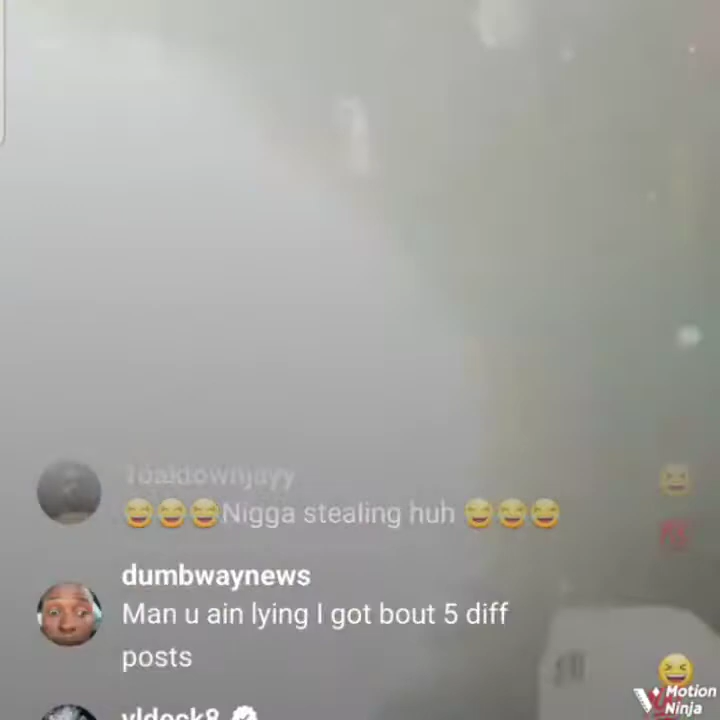 😆😆😆Nigga stealing huh 😆😆😆
dumbwaynews
Man u ain lying I got bout 5 diff
posts
Motion
Ninja